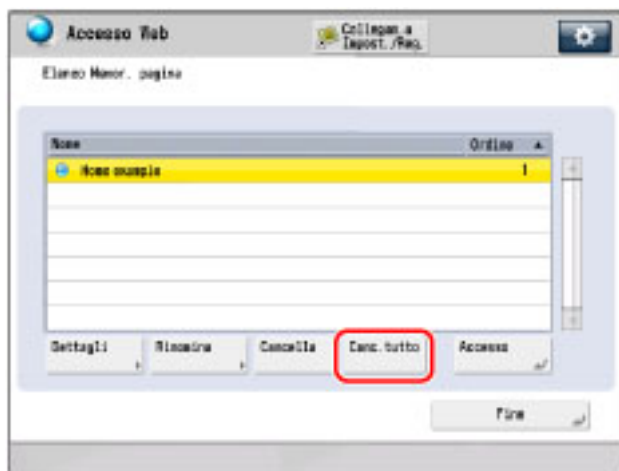 Accesso Web
Collegam.a
Impost./Reg.
Elenco Memor. pagina
Nome Ordine
Home example 1
Dettagli Rinomina Cancella Canc.tutto Accesso
Fine